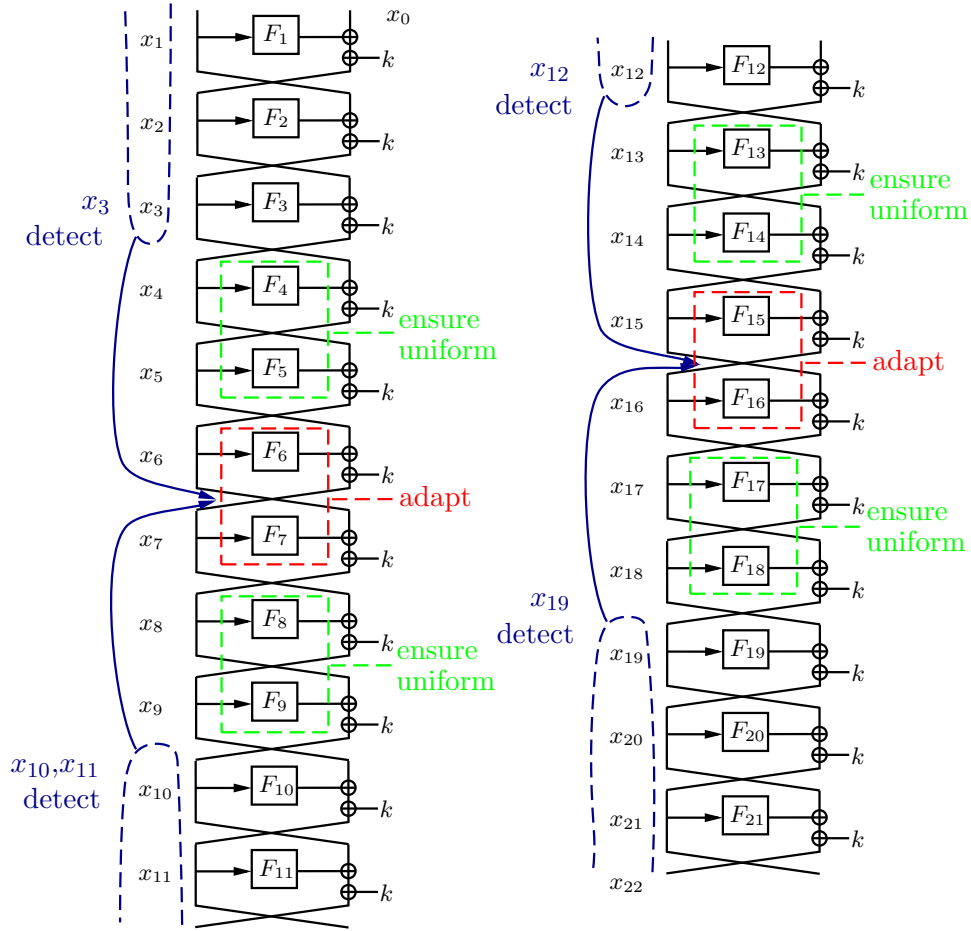 x0
x1 F1
k
x2 F2
k
x3 F3
x3
detect
k
x4 F4
k
ensure
uniform
x5 F5
k
x6 F6
k
adapt
x7 F7
k
x8 F8
k
ensure
uniform
x9 F9
k
x10,x11
detect
x10 F10
k
x11 F11
k
x12
detect
x12 F12
k
x13 F13
k
ensure
uniform
x14 F14
k
x15 F15
k
adapt
x16 F16
k
x17 F17
k
ensure
uniform
x18 F18
k
x19
detect
x19 F19
k
x20 F20
k
x21 F21
k
x22